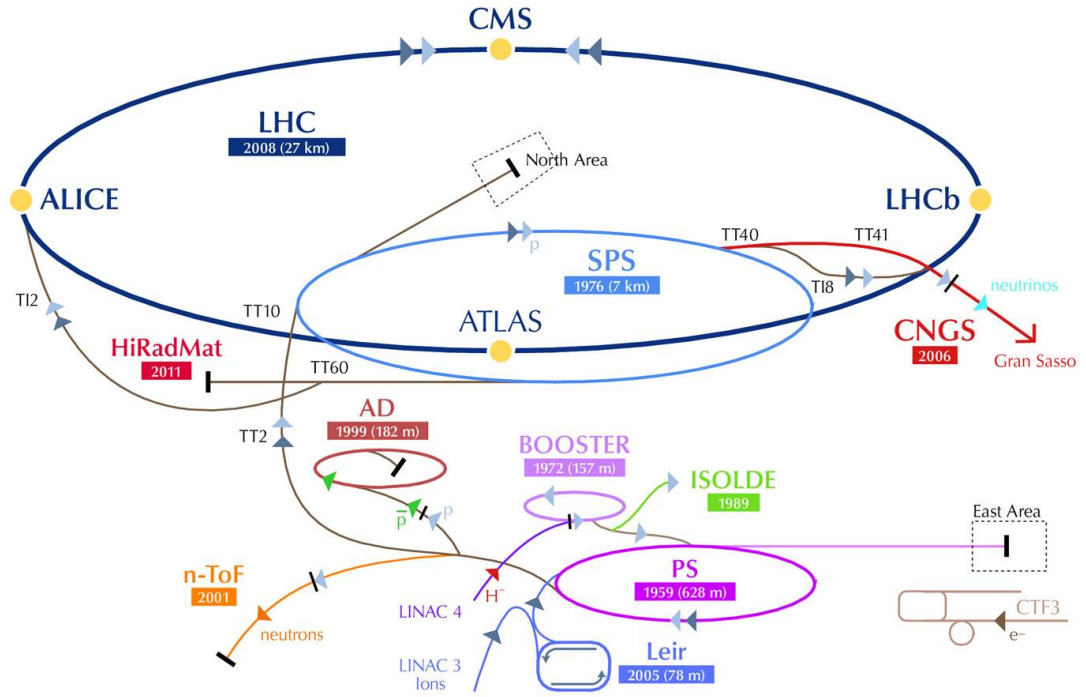 CMS
LHC
2008 (27 km)
North Area
ALICE
LHCb
TT40
TT41
p
SPS
1976 (7 km)
TI8
neutrinos
TI2
TT10
ATLAS
CNGS
2006
Gran Sasso
HiRadMat
2011
TT60
AD
1999 (182 m)
TT2
BOOSTER
1972 (157 m)
ISOLDE
1989
p̅
p
East Area
n-ToF
2001
PS
1959 (628 m)
H⁻
LINAC 4
neutrons
CTF3
e⁻
Leir
2005 (78 m)
LINAC 3
Ions